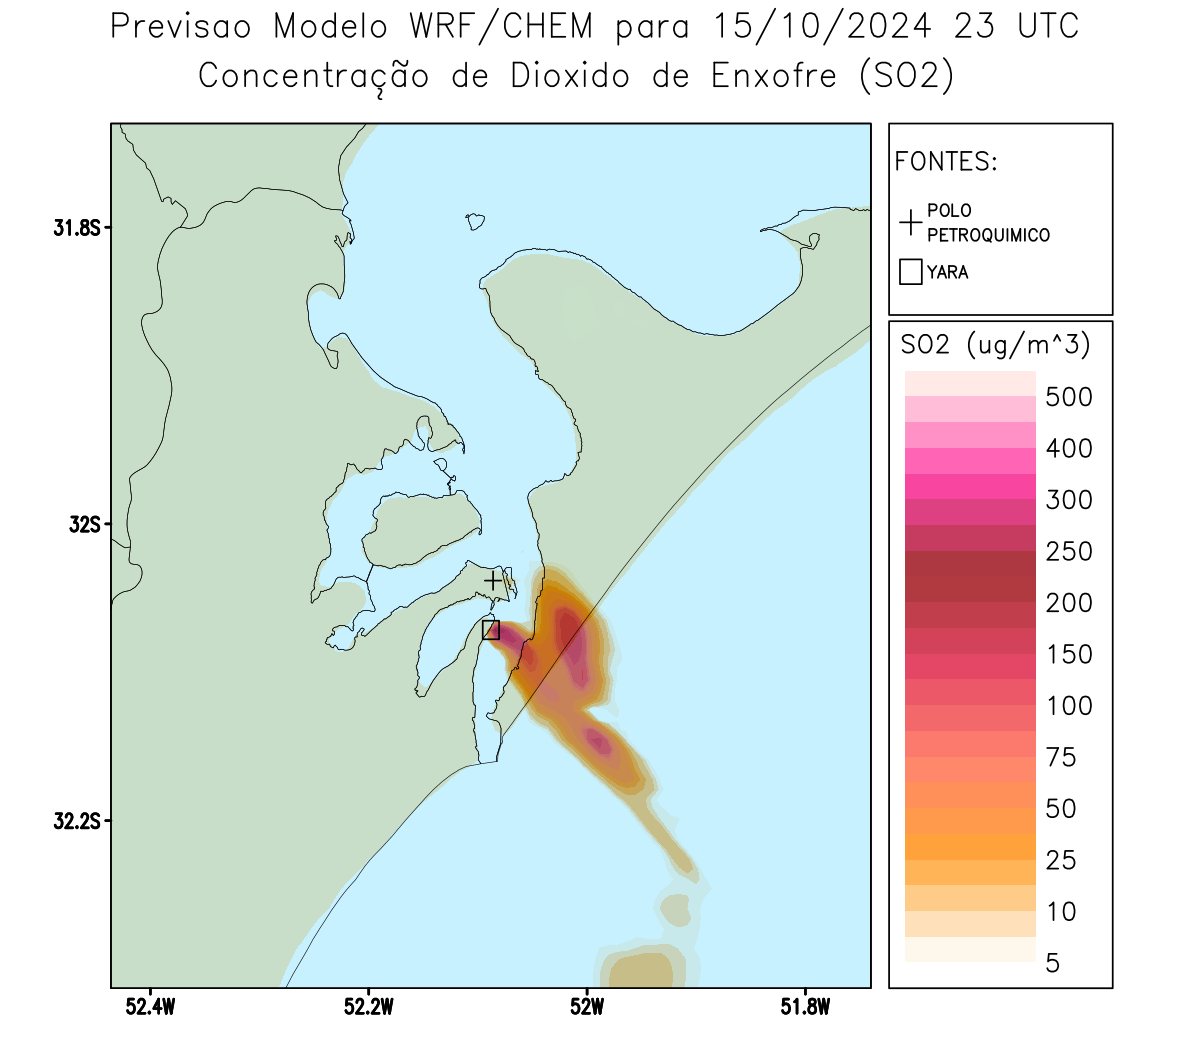 Previsao Modelo WRF/CHEM para 15/10/2024 23 UTC
Concentração de Dioxido de Enxofre (SO2)
FONTES:
POLO
PETROQUIMICO
YARA
31.8S
32S
32.2S
52.4W
52.2W
52W
51.8W
SO2 (ug/m^3)
500
400
300
250
200
150
100
75
50
25
10
5